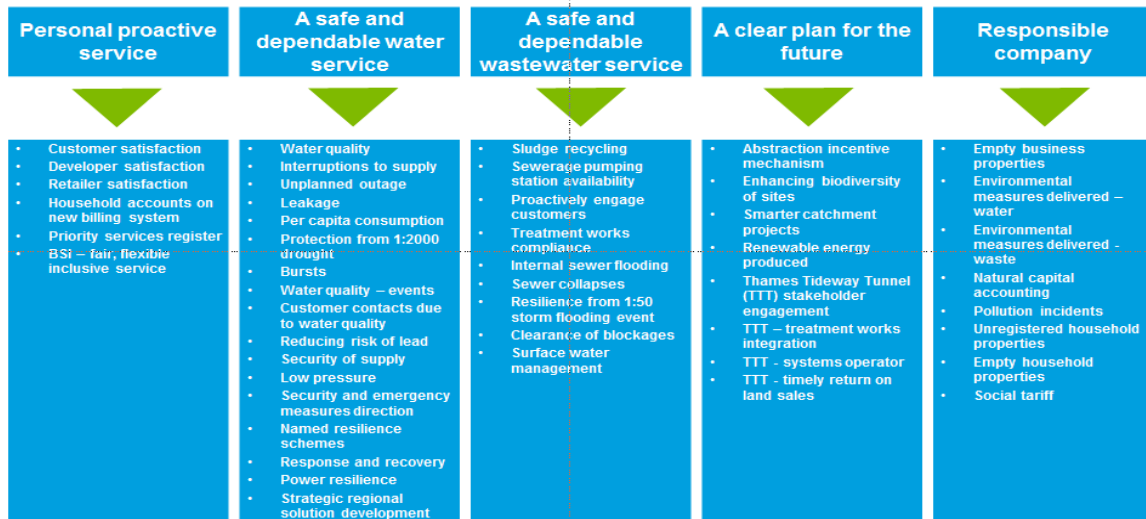 Personal proactive
service
A safe and
dependable water
service
A safe and
dependable
wastewater service
A clear plan for the
future
Responsible
company
• Customer satisfaction
• Developer satisfaction
• Retailer satisfaction
• Household accounts on
new billing system
• Priority services register
• BSI – fair, flexible
inclusive service
• Water quality
• Interruptions to supply
• Unplanned outage
• Leakage
• Per capita consumption
• Protection from 1:2000
drought
• Bursts
• Water quality – events
• Customer contacts due
to water quality
• Reducing risk of lead
• Security of supply
• Low pressure
• Security and emergency
measures direction
• Named resilience
schemes
• Response and recovery
• Power resilience
• Strategic regional
solution development
• Sludge recycling
• Sewerage pumping
station availability
• Proactively engage
customers
• Treatment works
compliance
• Internal sewer flooding
• Sewer collapses
• Resilience from 1:50
storm flooding event
• Clearance of blockages
• Surface water
management
• Abstraction incentive
mechanism
• Enhancing biodiversity
of sites
• Smarter catchment
projects
• Renewable energy
produced
• Thames Tideway Tunnel
(TTT) stakeholder
engagement
• TTT – treatment works
integration
• TTT - systems operator
• TTT - timely return on
land sales
• Empty business
properties
• Environmental
measures delivered –
water
• Environmental
measures delivered -
waste
• Natural capital
accounting
• Pollution incidents
• Unregistered household
properties
• Empty household
properties
• Social tariff